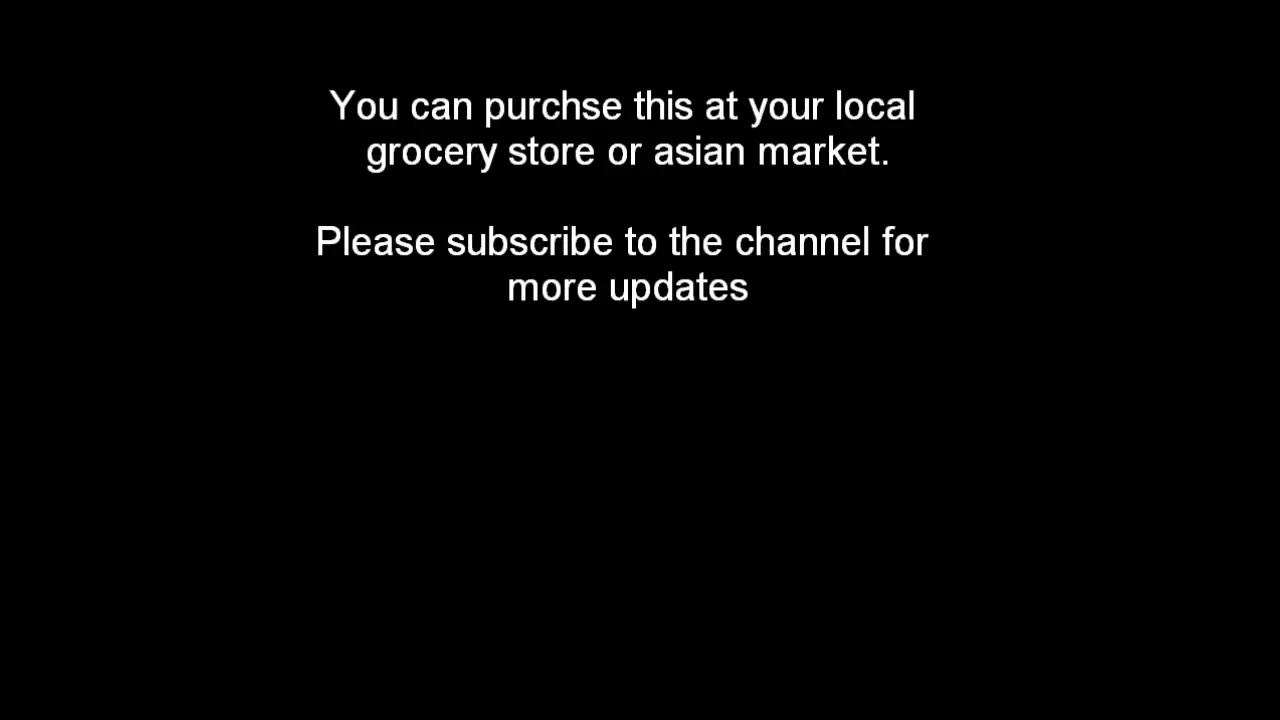 You can purchse this at your local
grocery store or asian market.
Please subscribe to the channel for
more updates